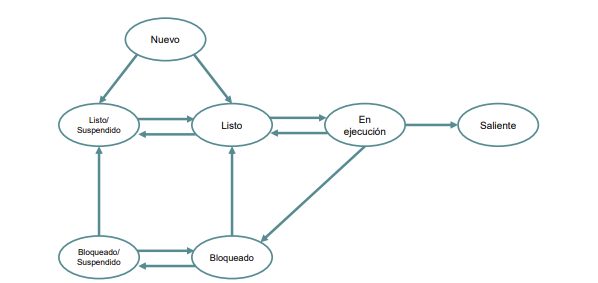 Nuevo
Listo/
Suspendido
Listo
En
ejecución
Saliente
Bloqueado/
Suspendido
Bloqueado